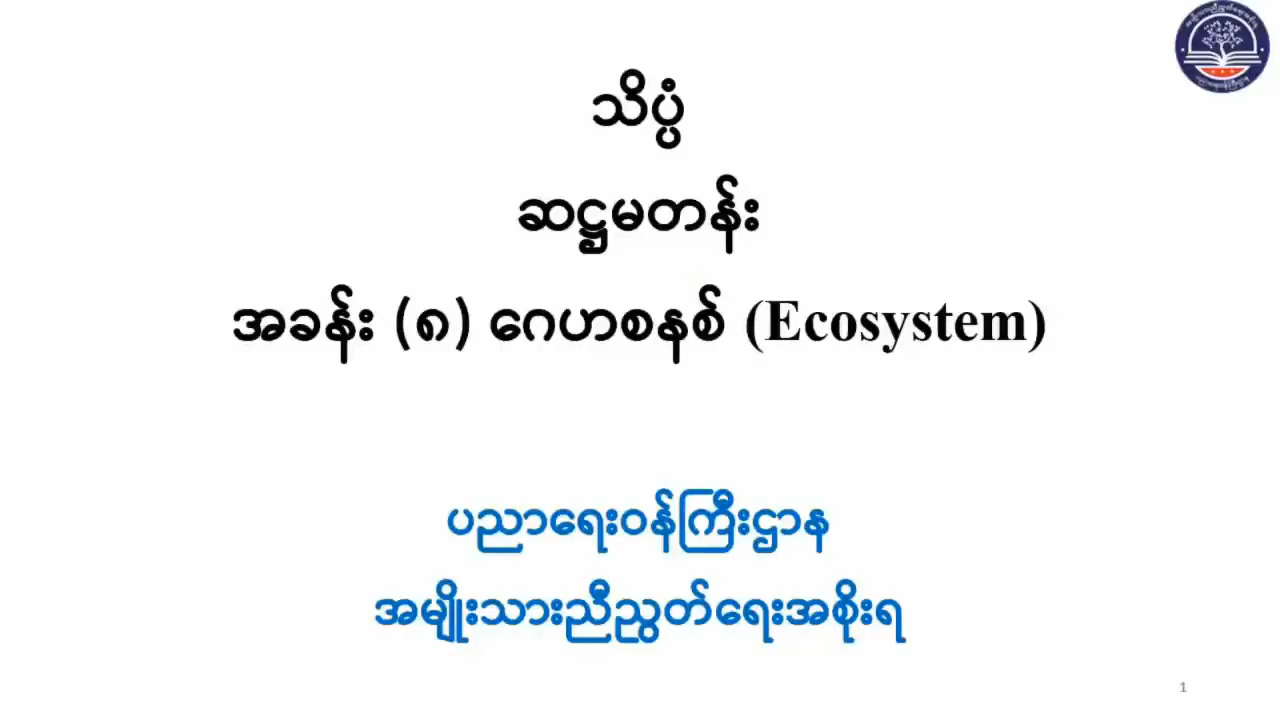 သိပ္ပံ
ဆဋ္ဌမတန်း
အခန်း (၈) ဂေဟစနစ် (Ecosystem)
ပညာရေးဝန်ကြီးဌာန
အမျိုးသားညီညွတ်ရေးအစိုးရ
1